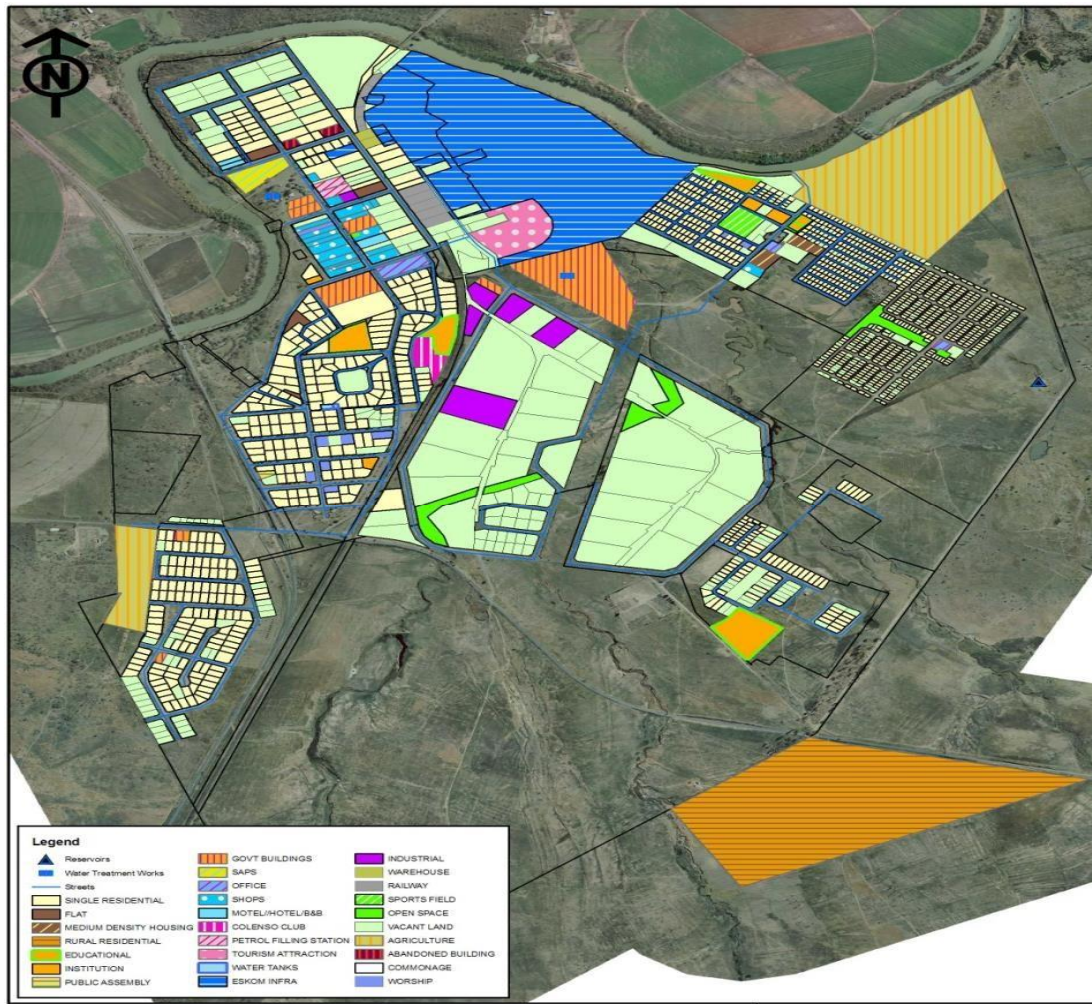 N
Legend
Reservoirs
Water Treatment Works
Streets
SINGLE RESIDENTIAL
FLAT
MEDIUM DENSITY HOUSING
RURAL RESIDENTIAL
EDUCATIONAL
INSTITUTION
PUBLIC ASSEMBLY
GOVT BUILDINGS
SAPS
OFFICE
SHOPS
MOTEL//HOTEL/B&B
COLENSO CLUB
PETROL FILLING STATION
TOURISM ATTRACTION
WATER TANKS
ESKOM INFRA
INDUSTRIAL
WAREHOUSE
RAILWAY
SPORTS FIELD
OPEN SPACE
VACANT LAND
AGRICULTURE
ABANDONED BUILDING
COMMONAGE
WORSHIP